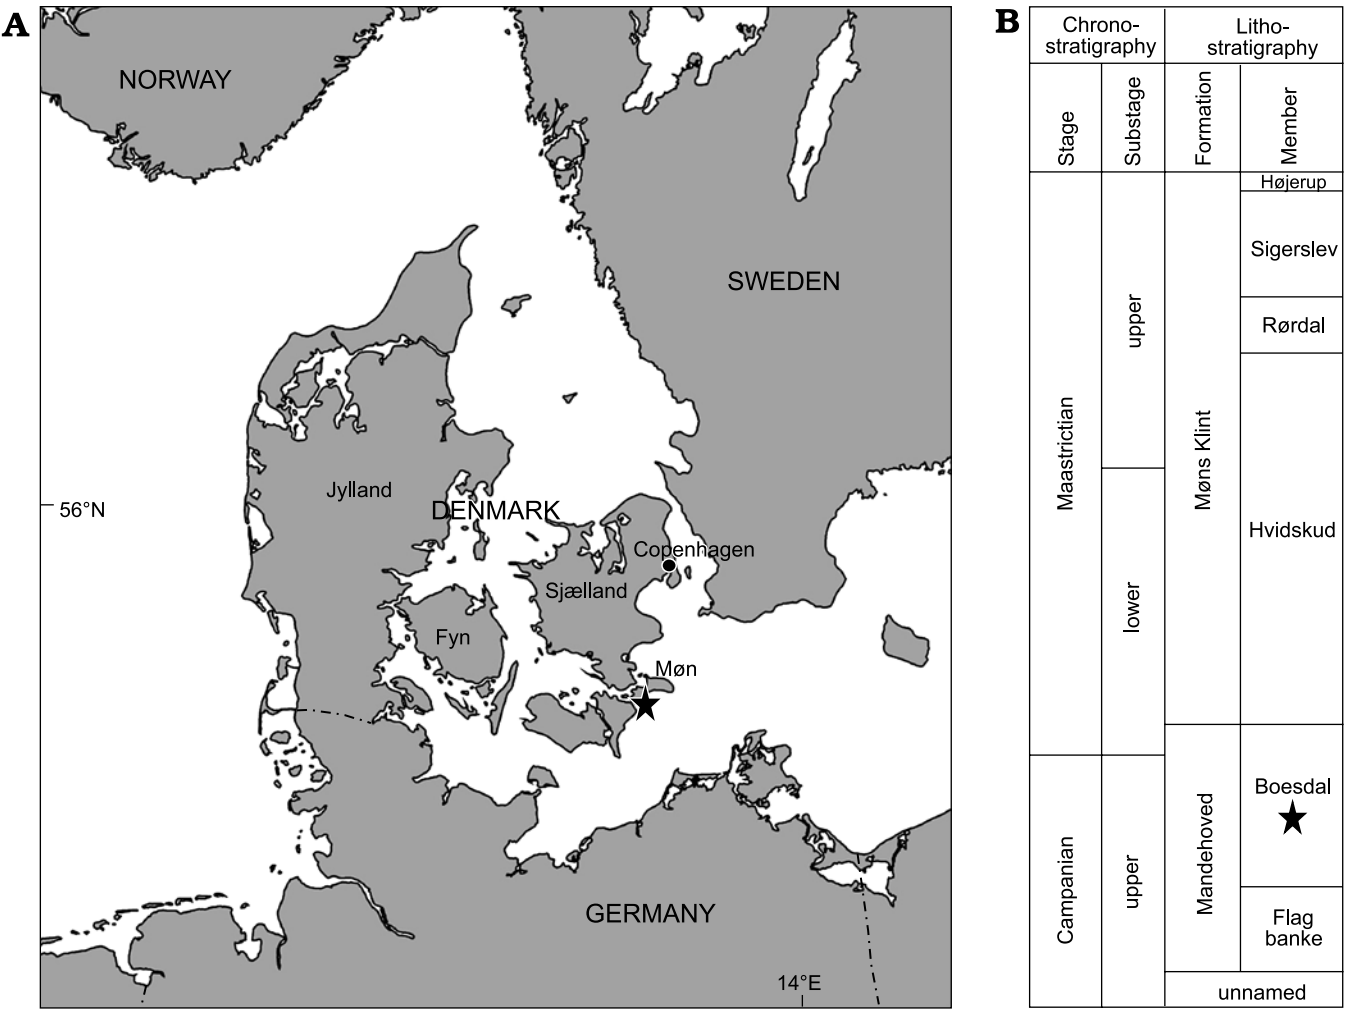 A
NORWAY
SWEDEN
Jylland
DENMARK
56°N
Copenhagen
Sjælland
Fyn
Møn
GERMANY
14°E
B
Chrono-
stratigraphy
Litho-
stratigraphy
Stage
Substage
Formation
Member
Maastrictian
upper
lower
Campanian
upper
Møns Klint
Mandehoved
Højerup
Sigerslev
Rørdal
Hvidskud
Boesdal
Flag
banke
unnamed